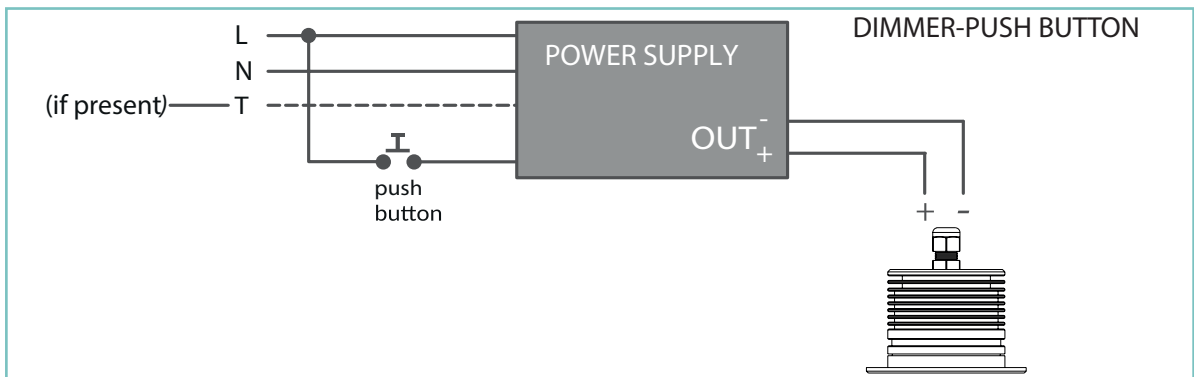 DIMMER-PUSH BUTTON
L
POWER SUPPLY
N
(if present) T
OUT - +
push
button
+ -